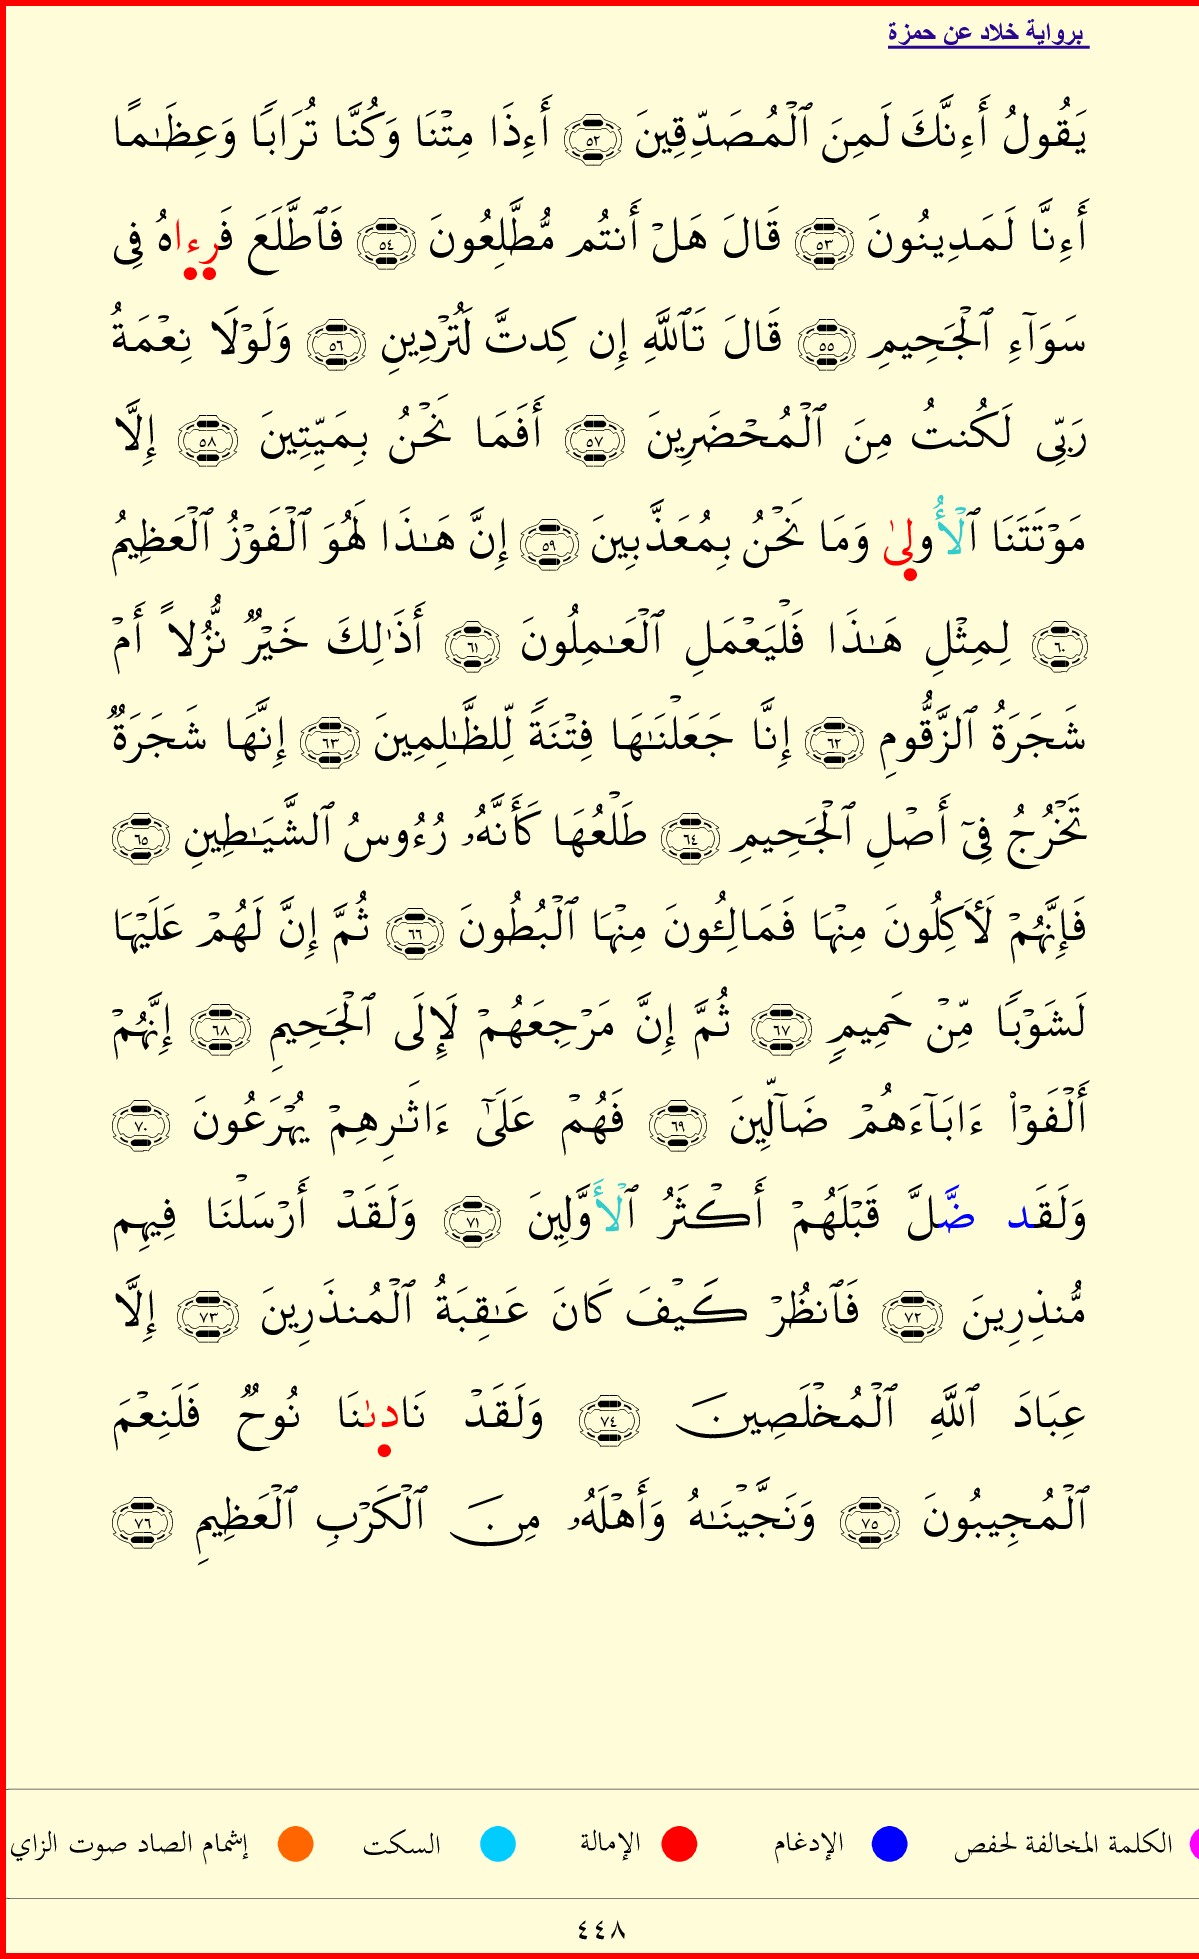 برواية خلاد عن حمزة
يَقُولُ أَءِنَّكَ لَمِنَ ٱلْمُصَدِّقِينَ ٥٢ أَءِذَا مِتْنَا وَكُنَّا تُرَابًا وَعِظَـٰمًا
أَءِنَّا لَمَدِينُونَ ٥٣ قَالَ هَلْ أَنتُم مُّطَّلِعُونَ ٥٤ فَٱطَّلَعَ فَرِءَاهُ فِى
سَوَآءِ ٱلْجَحِيمِ ٥٥ قَالَ تَٱللَّهِ إِن كِدتَّ لَتُرْدِينِ ٥٦ وَلَوْلَا نِعْمَةُ
رَبِّى لَكُنتُ مِنَ ٱلْمُحْضَرِينَ ٥٧ أَفَمَا نَحْنُ بِمَيِّتِينَ ٥٨ إِلَّا
مَوْتَتَنَا ٱلْأُولىٰ وَمَا نَحْنُ بِمُعَذَّبِينَ ٥٩ إِنَّ هَـٰذَا لَهُوَ ٱلْفَوْزُ ٱلْعَظِيمُ
٦٠ لِمِثْلِ هَـٰذَا فَلْيَعْمَلِ ٱلْعَـٰمِلُونَ ٦١ أَذَٰلِكَ خَيْرٌ نُّزُلاً أَمْ
شَجَرَةُ ٱلزَّقُّومِ ٦٢ إِنَّا جَعَلْنَـٰهَا فِتْنَةً لِّلظَّـٰلِمِينَ ٦٣ إِنَّهَا شَجَرَةٌ
تَخْرُجُ فِىٓ أَصْلِ ٱلْجَحِيمِ ٦٤ طَلْعُهَا كَأَنَّهُۥ رُءُوسُ ٱلشَّيَـٰطِينِ ٦٥
فَإِنَّهُمْ لَأَكِلُونَ مِنْهَا فَمَالِـُٔونَ مِنْهَا ٱلْبُطُونَ ٦٦ ثُمَّ إِنَّ لَهُمْ عَلَيْهَا
لَشَوْبًا مِّنْ حَمِيمٍ ٦٧ ثُمَّ إِنَّ مَرْجِعَهُمْ لَإِلَى ٱلْجَحِيمِ ٦٨ إِنَّهُمْ
أَلْفَوْا۟ ءَابَآءَهُمْ ضَآلِّينَ ٦٩ فَهُمْ عَلَىٰٓ ءَاثَـٰرِهِمْ يُهْرَعُونَ ٧٠
وَلَقَد ضَّلَّ قَبْلَهُمْ أَكْثَرُ ٱلْأَوَّلِينَ ٧١ وَلَقَدْ أَرْسَلْنَا فِيهِم
مُّنذِرِينَ ٧٢ فَٱنظُرْ كَيْفَ كَانَ عَـٰقِبَةُ ٱلْمُنذَرِينَ ٧٣ إِلَّا
عِبَادَ ٱللَّهِ ٱلْمُخْلَصِينَ ٧٤ وَلَقَدْ نَادىٰنَا نُوحٌ فَلَنِعْمَ
ٱلْمُجِيبُونَ ٧٥ وَنَجَّيْنَـٰهُ وَأَهْلَهُۥ مِنَ ٱلْكَرْبِ ٱلْعَظِيمِ ٧٦
الكلمة المخالفة لحفص الإدغام الإمالة السكت إشمام الصاد صوت الزاي
٤٤٨